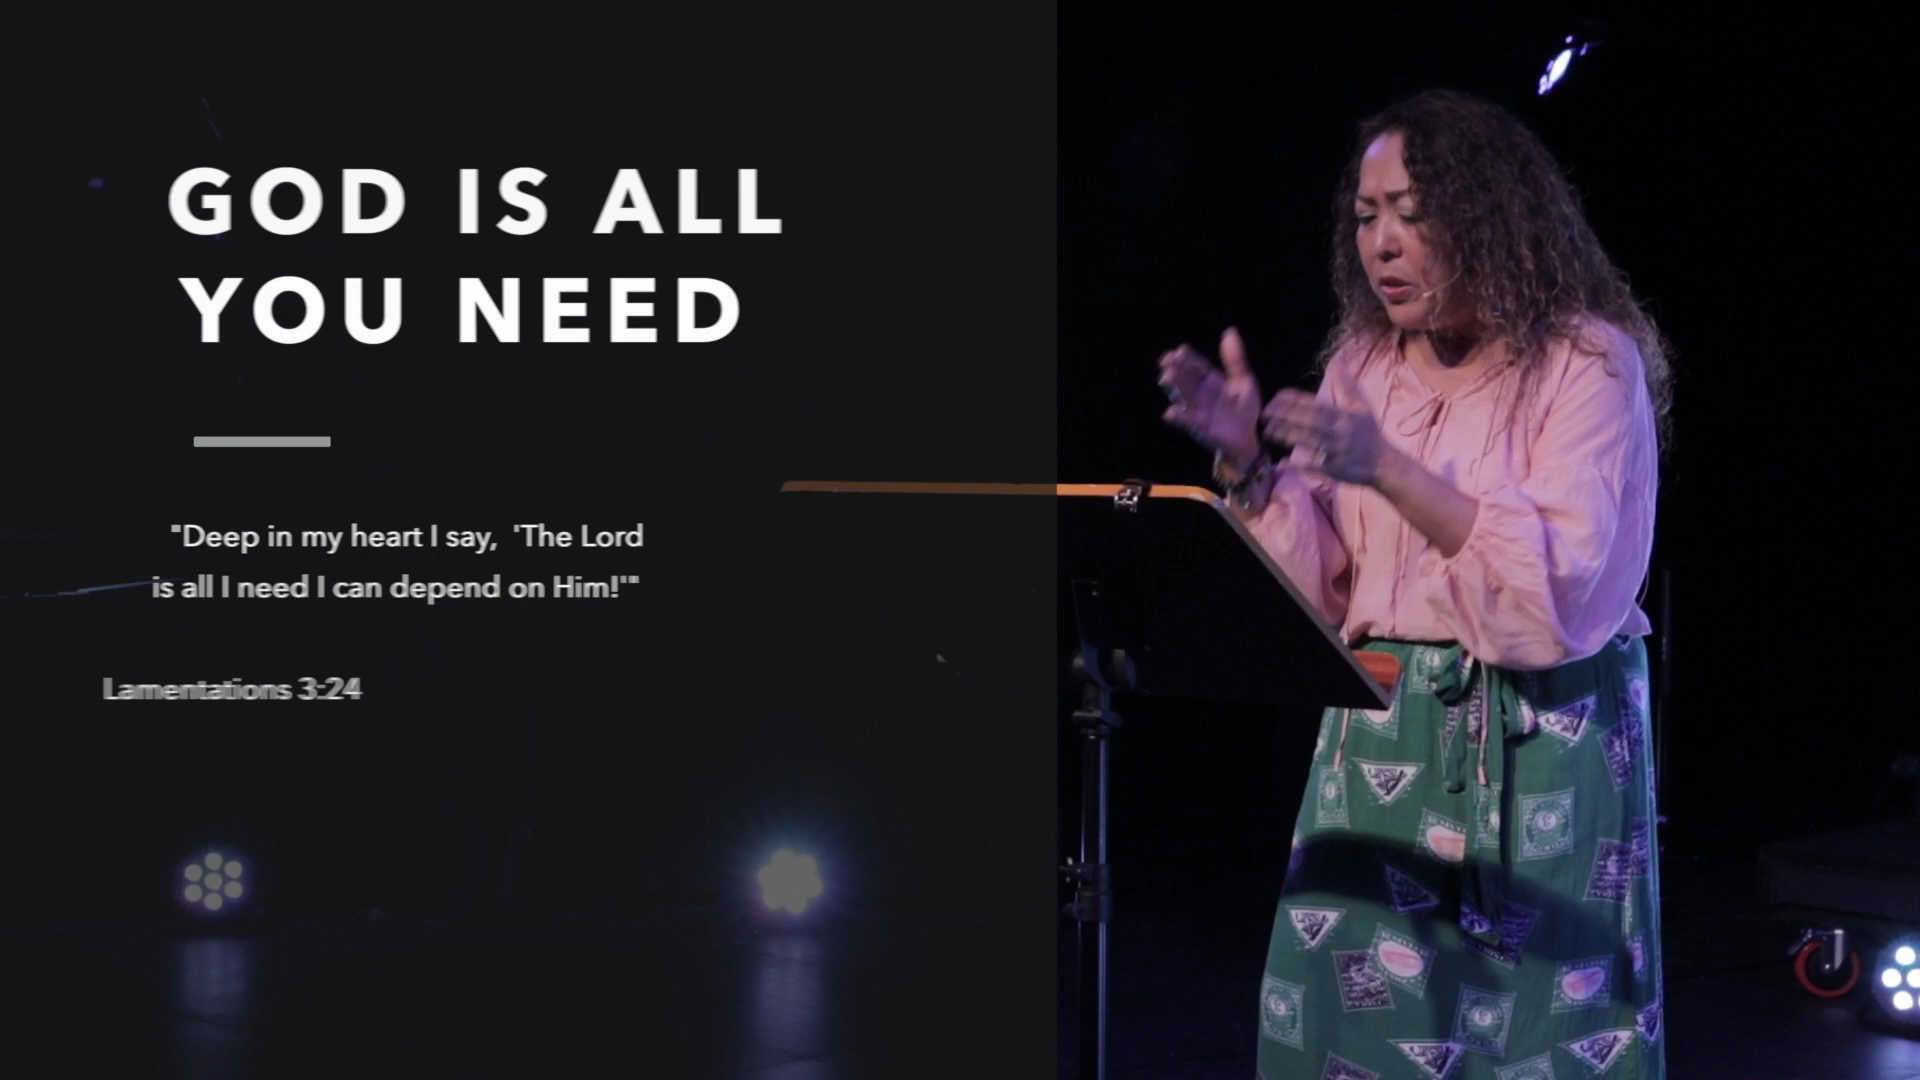 GOD IS ALL
YOU NEED
"Deep in my heart I say, 'The Lord
is all I need I can depend on Him!'"
Lamentations 3:24